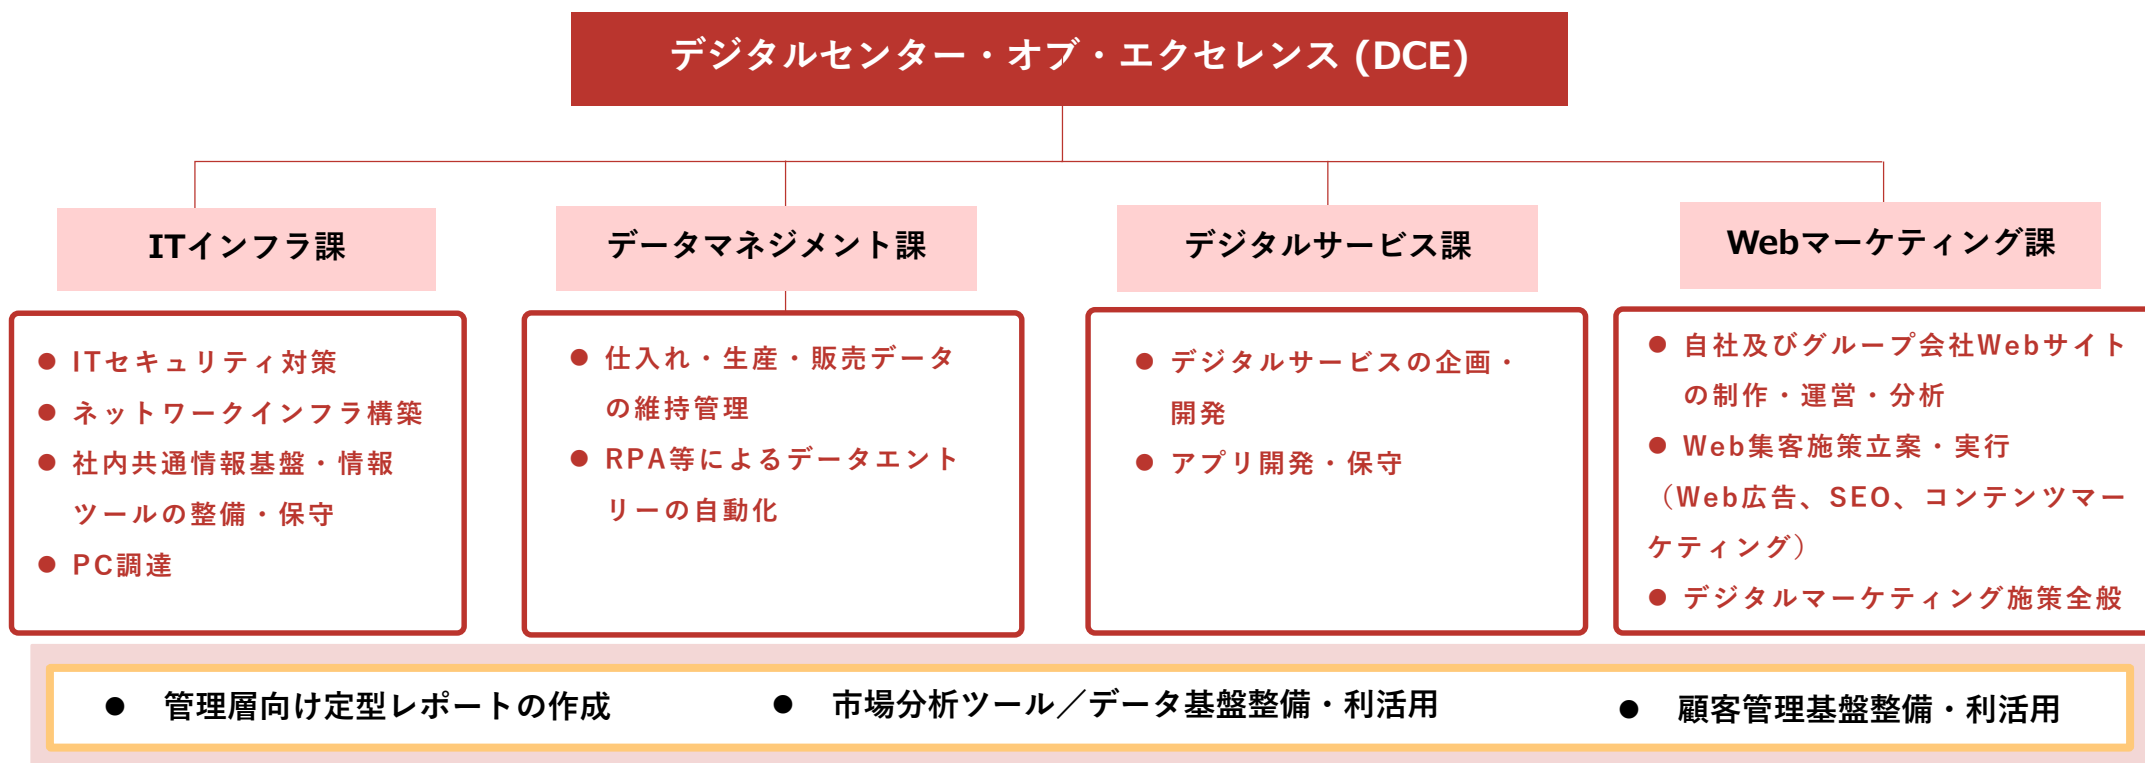 デジタルセンター・オブ・エクセレンス (DCE)
ITインフラ課
データマネジメント課
デジタルサービス課
Webマーケティング課
● ITセキュリティ対策
● ネットワークインフラ構築
● 社内共通情報基盤・情報
ツールの整備・保守
● PC調達
● 仕入れ・生産・販売データ
の維持管理
● RPA等によるデータエント
リーの自動化
● デジタルサービスの企画・
開発
● アプリ開発・保守
● 自社及びグループ会社Webサイト
の制作・運営・分析
● Web集客施策立案・実行
（Web広告、SEO、コンテンツマー
ケティング）
● デジタルマーケティング施策全般
● 管理層向け定型レポートの作成
● 市場分析ツール／データ基盤整備・利活用
● 顧客管理基盤整備・利活用